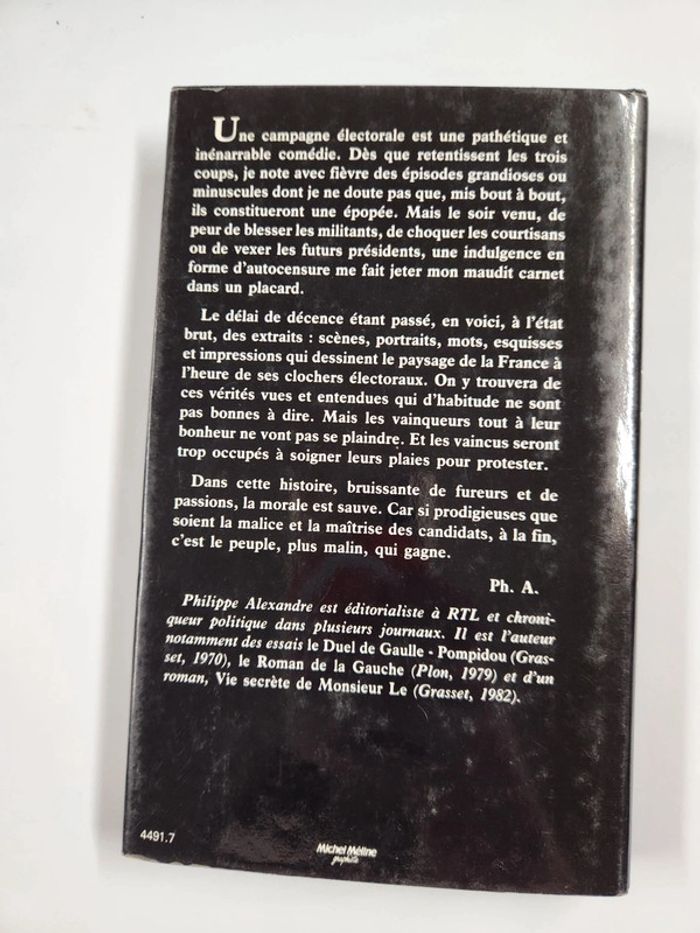 Une campagne électorale est une pathétique et
inénarrable comédie. Dès que retentissent les trois
coups, je note avec fièvre des épisodes grandioses ou
minuscules dont je ne doute pas que, mis bout à bout,
ils constitueront une épopée. Mais le soir venu, de
peur de blesser les militants, de choquer les courtisans
ou de vexer les futurs présidents, une indulgence en
forme d'autocensure me fait jeter mon maudit carnet
dans un placard.
Le délai de décence étant passé, en voici, à l'état
brut, des extraits : scènes, portraits, mots, esquisses
et impressions qui dessinent le paysage de la France à
l'heure de ses clochers électoraux. On y trouvera de
ces vérités vues et entendues qui d'habitude ne sont
pas bonnes à dire. Mais les vainqueurs tout à leur
bonheur ne vont pas se plaindre. Et les vaincus seront
trop occupés à soigner leurs plaies pour protester.
Dans cette histoire, bruissante de fureurs et de
passions, la morale est sauve. Car si prodigieuses que
soient la malice et la maîtrise des candidats, à la fin,
c'est le peuple, plus malin, qui gagne.
Ph. A.
Philippe Alexandre est éditorialiste à RTL et chroni-
queur politique dans plusieurs journaux. Il est l'auteur
notamment des essais le Duel de Gaulle - Pompidou (Gras-
set, 1970), le Roman de la Gauche (Plon, 1979) et d'un
roman, Vie secrète de Monsieur Le (Grasset, 1982).
4491.7
Michel Méline
graphiste